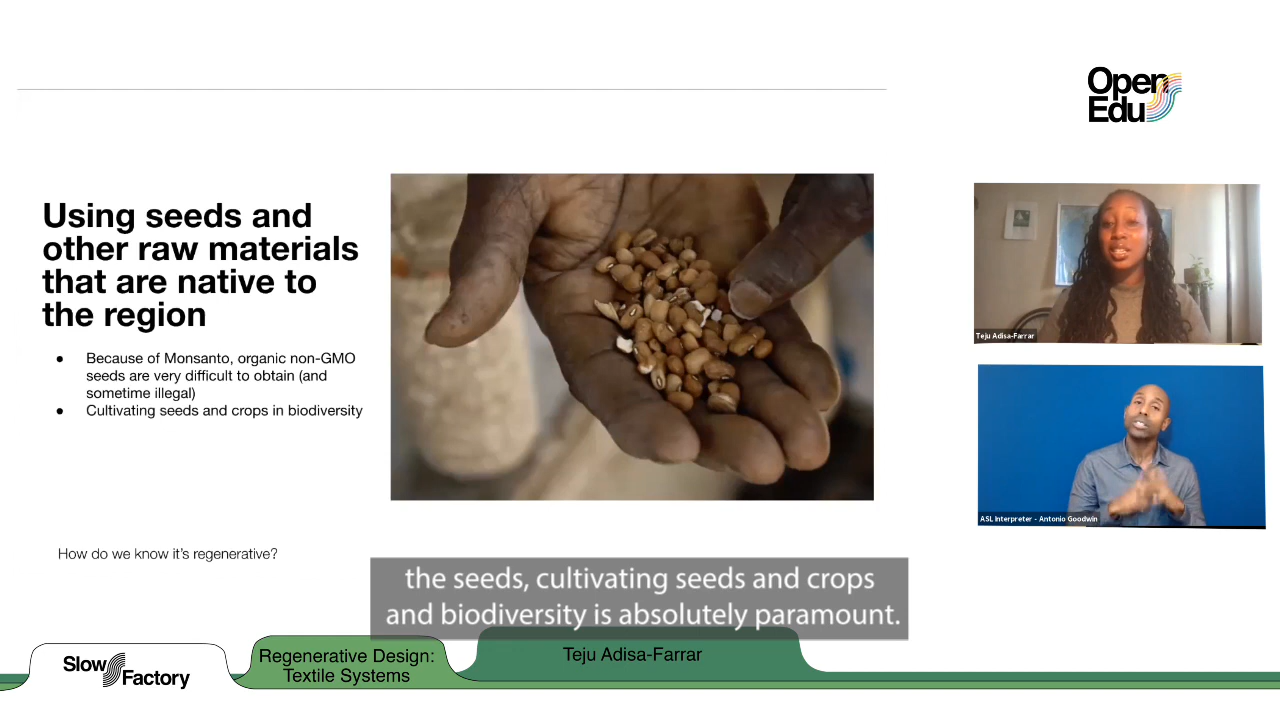 Open
Edu
Using seeds and
other raw materials
that are native to
the region
● Because of Monsanto, organic non-GMO
seeds are very difficult to obtain (and
sometime illegal)
● Cultivating seeds and crops in biodiversity
How do we know it’s regenerative?
Teju Adisa-Farrar
ASL Interpreter - Antonio Goodwin
the seeds, cultivating seeds and crops
and biodiversity is absolutely paramount.
Slow
Factory
Regenerative Design:
Textile Systems
Teju Adisa-Farrar